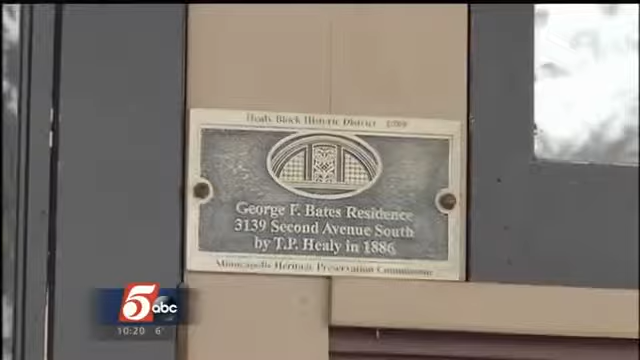 Healy Block Historic District
George F. Bates Residence
3139 Second Avenue South
by T.P. Healy in 1886
Minneapolis Heritage Preservation Commission
5 abc
10:20 6°